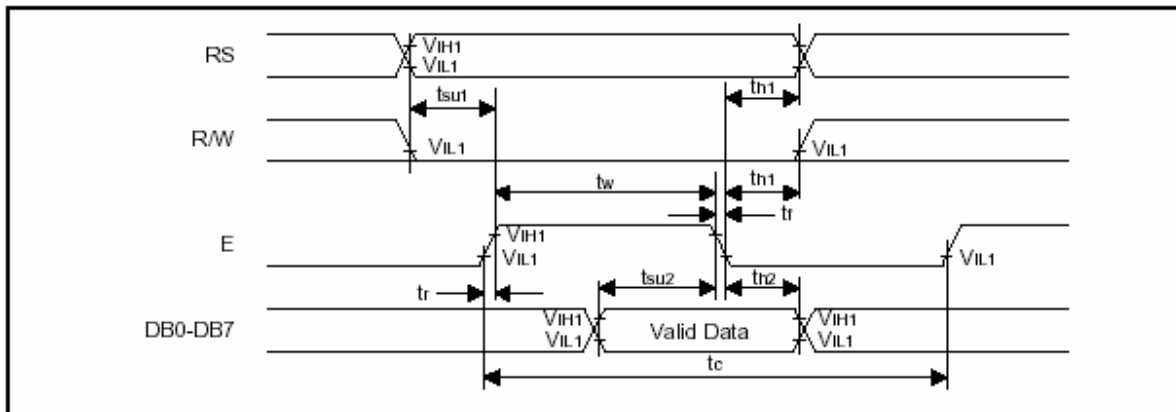 RS
VIH1
VIL1
tsu1
th1
R/W
VIL1
VIL1
tw
th1
tf
E
VIH1
VIL1
VIL1
tsu2
th2
tr
DB0-DB7
VIH1
VIL1
Valid Data
VIH1
VIL1
tc